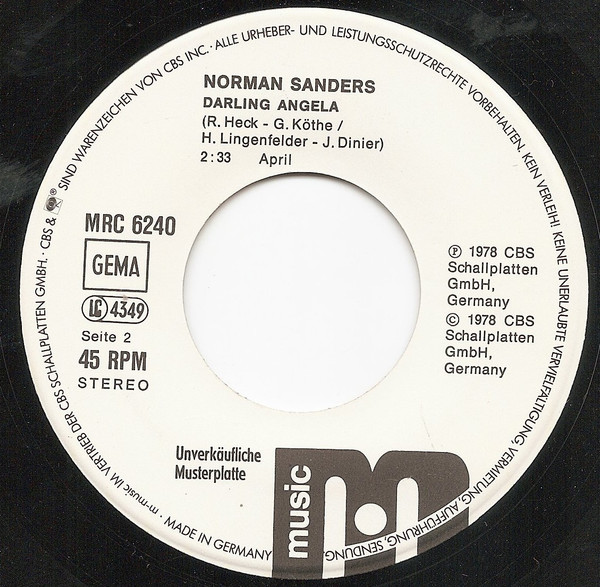 SIND WARENZEICHEN VON CBS INC.· ALLE URHEBER- UND LEISTUNGSSCHUTZRECHTE VORBEHALTEN. KEIN VERLEIH! KEINE UNERLAUBTE VERVIELFÄLTIGUNG, VERMIETUNG, AUFFÜHRUNG, SENDUNG.
NORMAN SANDERS
DARLING ANGELA
(R. Heck - G. Köthe /
H. Lingenfelder - J. Dinier)
2:33 April
MRC 6240
GEMA
LC 4349
Seite 2
45 RPM
STEREO
℗ 1978 CBS
Schallplatten
GmbH,
Germany
© 1978 CBS
Schallplatten
GmbH,
Germany
Unverkäufliche
Musterplatte
music
m
m-music IM VERTRIEB DER CBS SCHALLPLATTEN GMBH. · CBS &
· MADE IN GERMANY